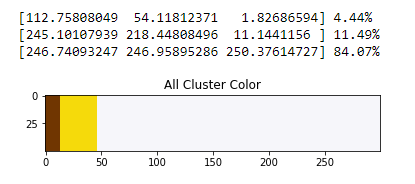 [112.75808049  54.11812371   1.82686594] 4.44%
[245.10107939 218.44808496  11.1441156 ] 11.49%
[246.74093247 246.95895286 250.37614727] 84.07%
All Cluster Color
0
25
0 50 100 150 200 250